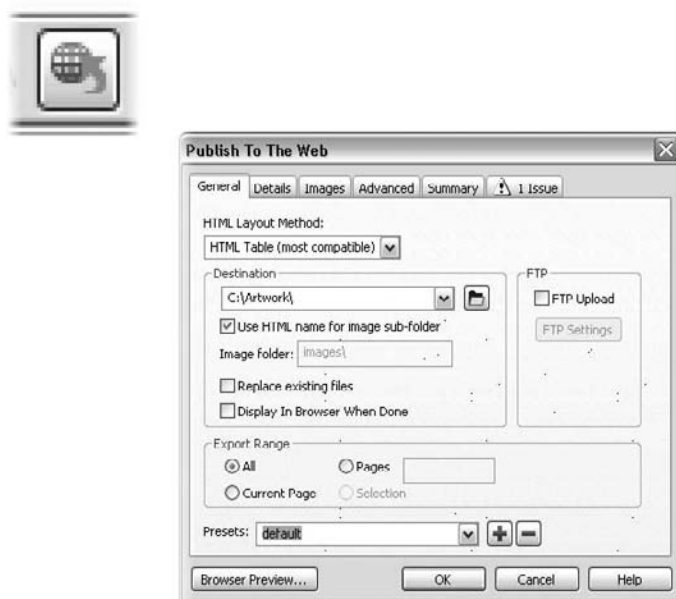 Publish To The Web
General Details Images Advanced Summary 1 Issue
HTML Layout Method:
HTML Table (most compatible)
Destination
C:\Artwork\
Use HTML name for image sub-folder
Image folder: images\
Replace existing files
Display In Browser When Done
FTP
FTP Upload
FTP Settings
Export Range
All Pages
Current Page Selection
Presets: default
Browser Preview... OK Cancel Help